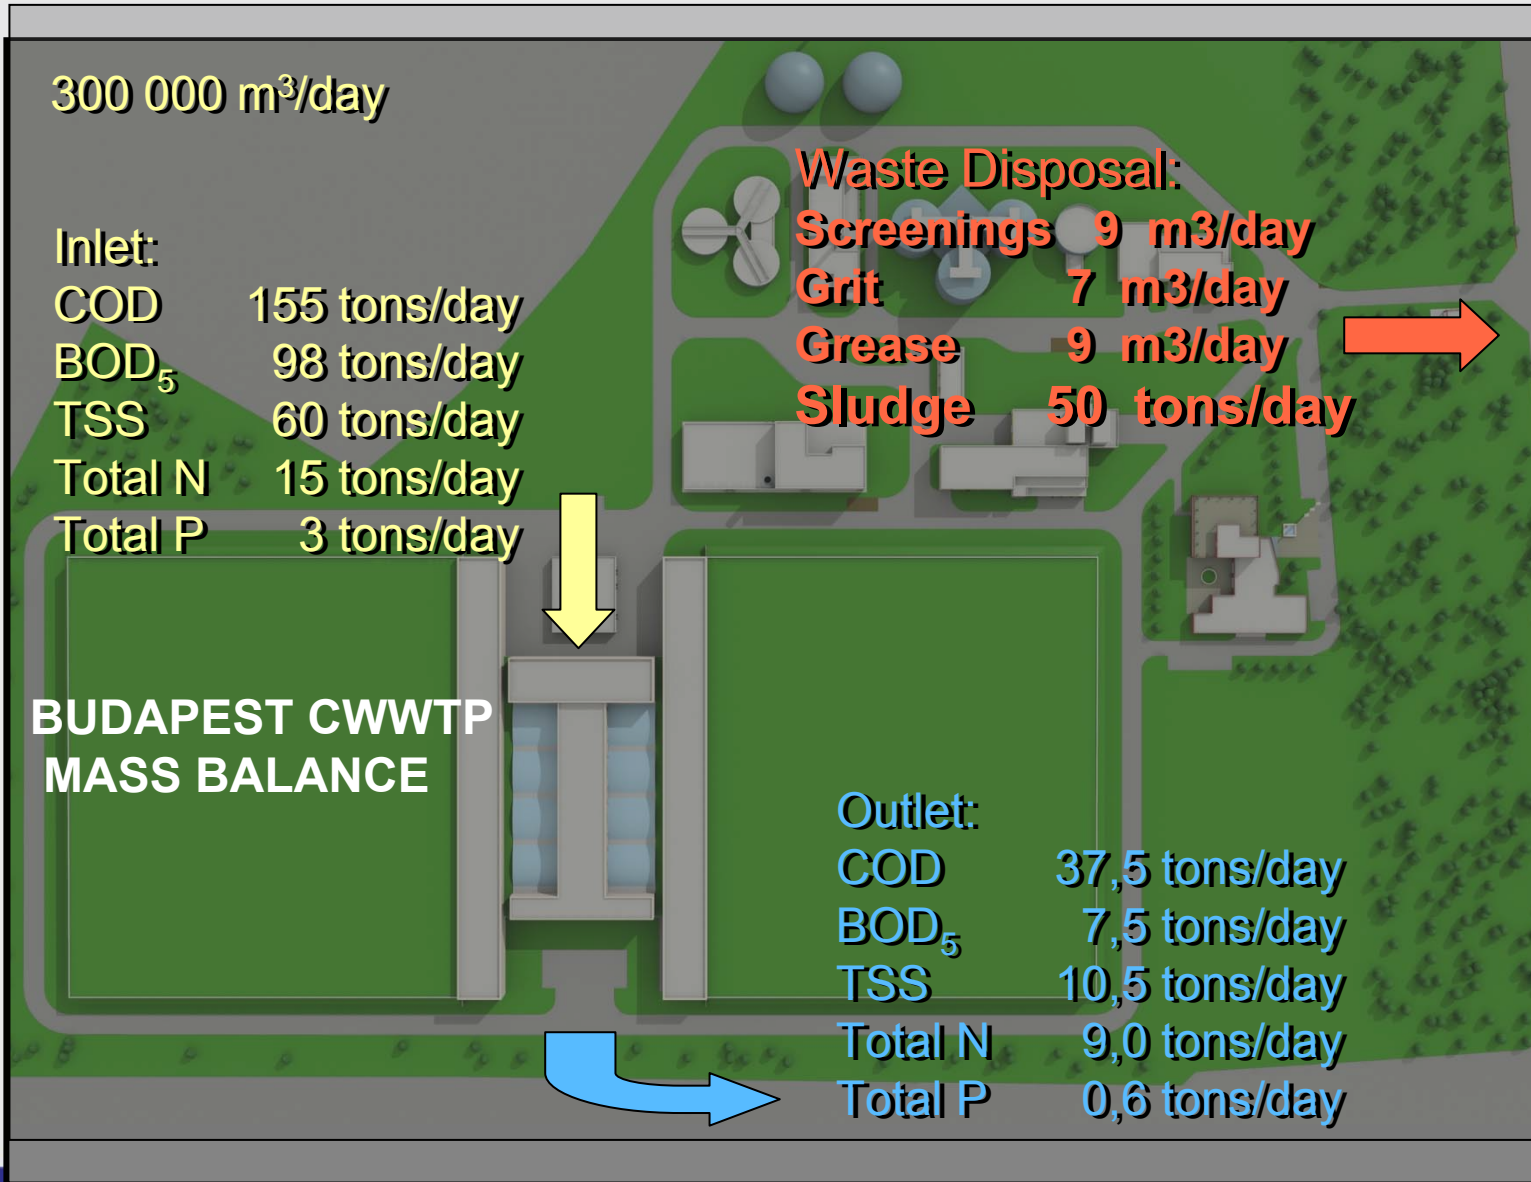 300 000 m³/day
Inlet:
COD 155 tons/day
BOD₅ 98 tons/day
TSS 60 tons/day
Total N 15 tons/day
Total P 3 tons/day
Waste Disposal:
Screenings 9 m3/day
Grit 7 m3/day
Grease 9 m3/day
Sludge 50 tons/day
BUDAPEST CWWTP
MASS BALANCE
Outlet:
COD 37,5 tons/day
BOD₅ 7,5 tons/day
TSS 10,5 tons/day
Total N 9,0 tons/day
Total P 0,6 tons/day